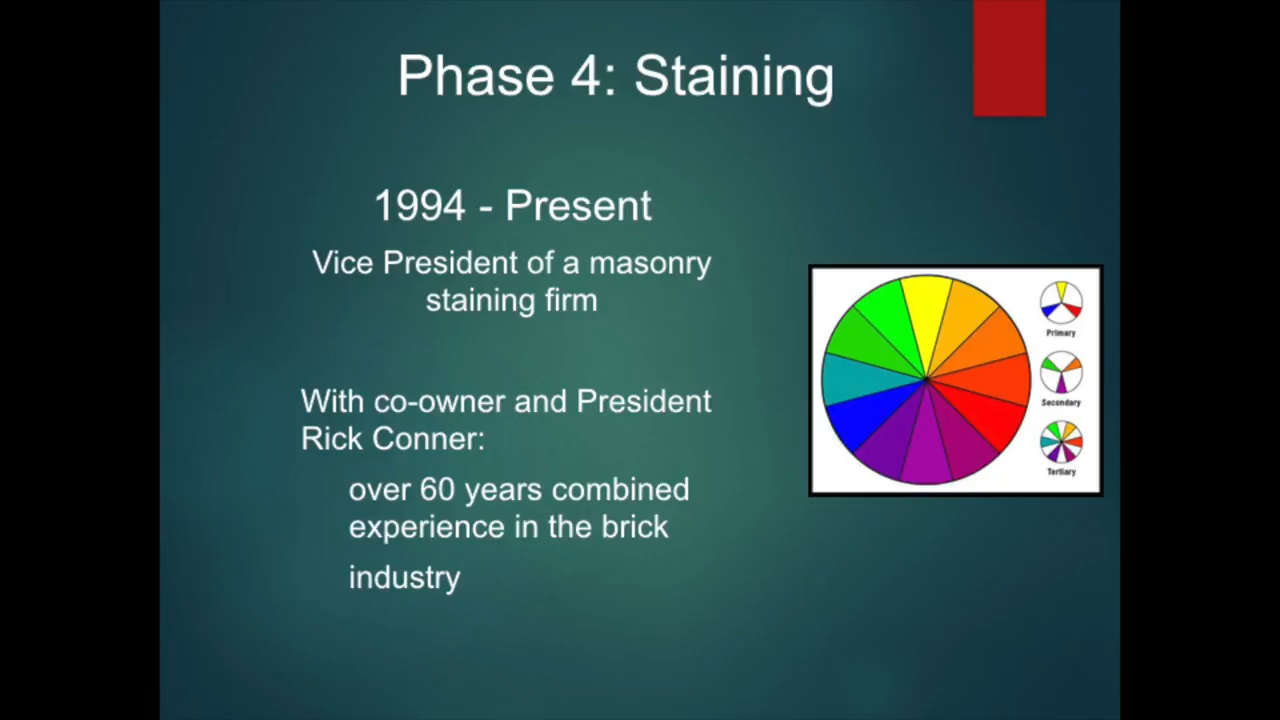 Phase 4: Staining
1994 - Present
Vice President of a masonry
staining firm
With co-owner and President
Rick Conner:
over 60 years combined
experience in the brick
industry
Primary
Secondary
Tertiary